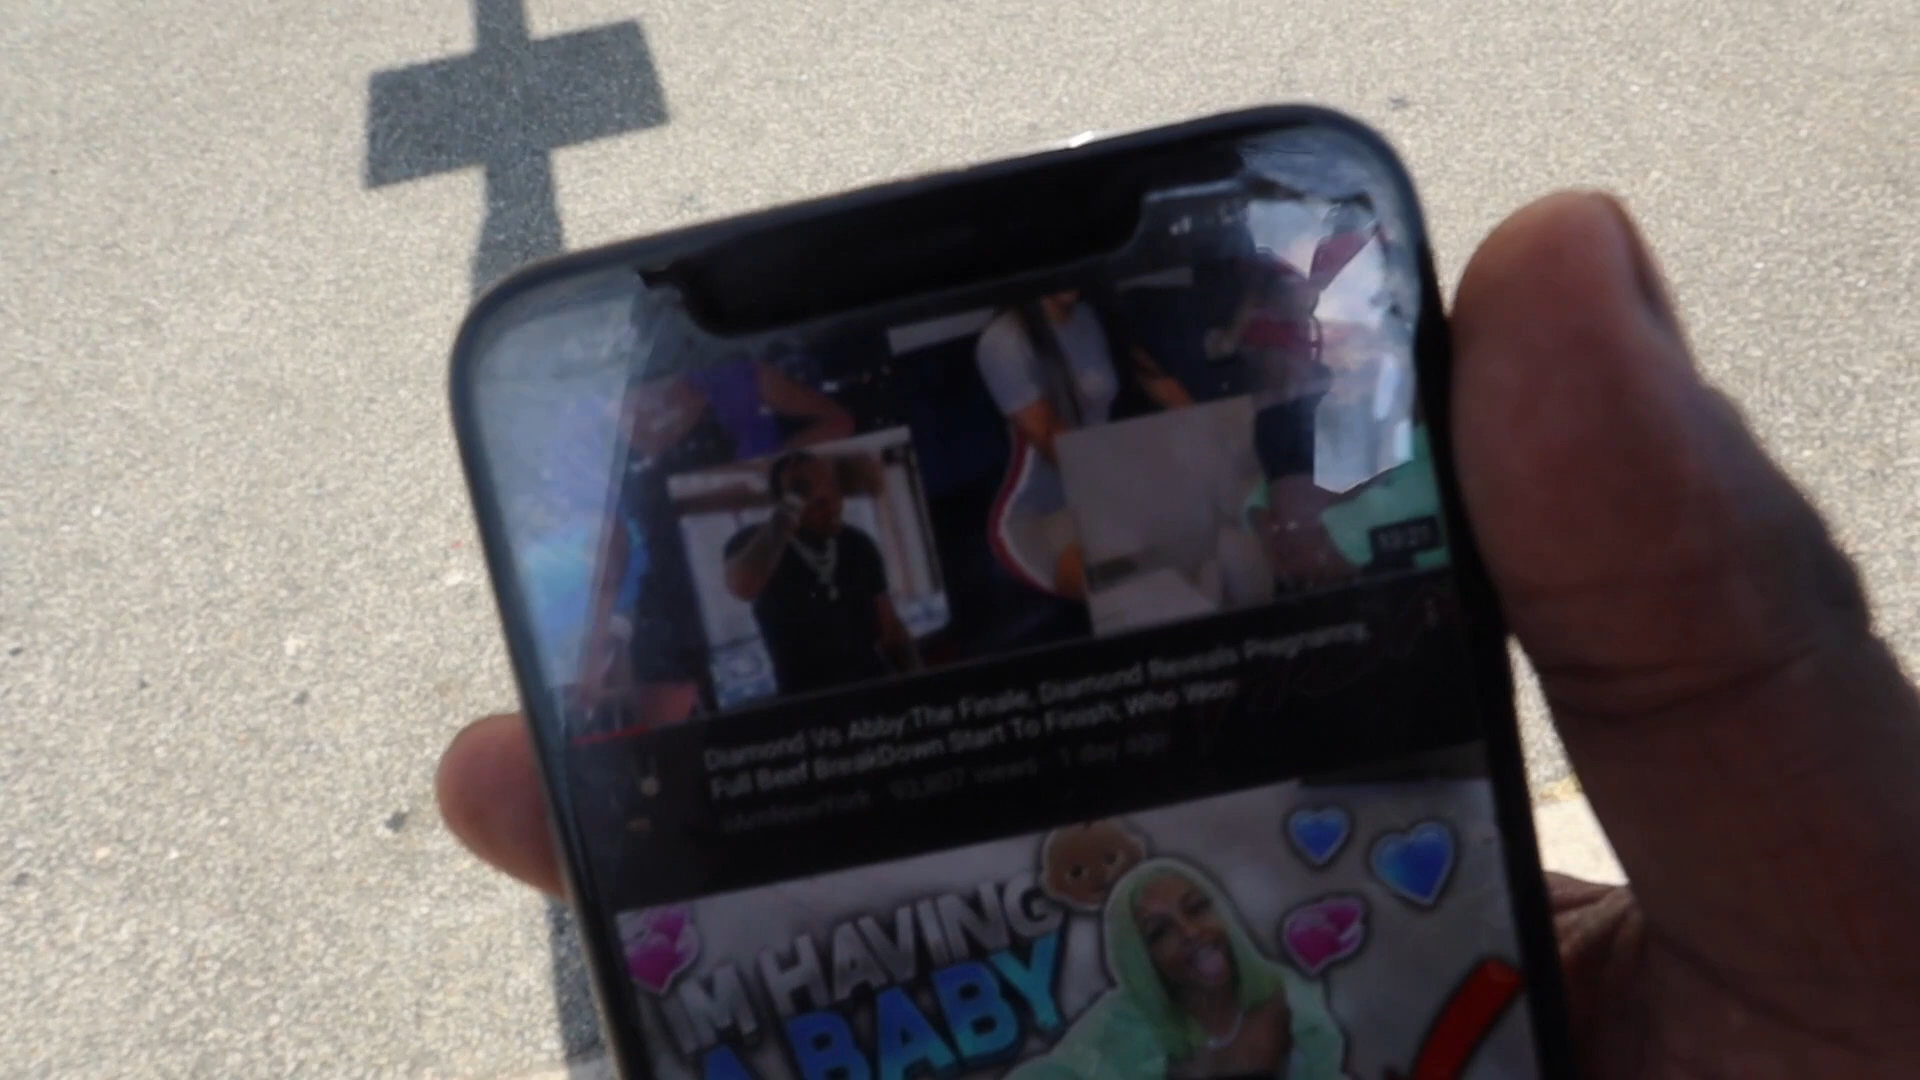 Diamond Vs Abby:The Finale, Diamond Reveals Pregnancy,
Full Beef BreakDown Start To Finish, Who Won
views · 1 day ago
I'M HAVING
A BABY